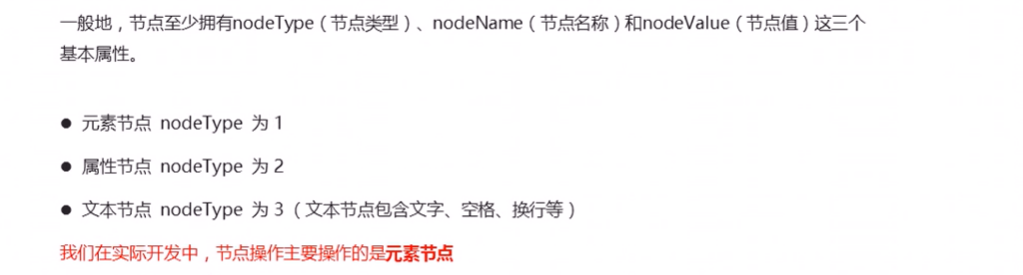 一般地，节点至少拥有nodeType（节点类型）、nodeName（节点名称）和nodeValue（节点值）这三个
基本属性。
● 元素节点 nodeType 为 1
● 属性节点 nodeType 为 2
● 文本节点 nodeType 为 3（文本节点包含文字、空格、换行等）
我们在实际开发中，节点操作主要操作的是元素节点